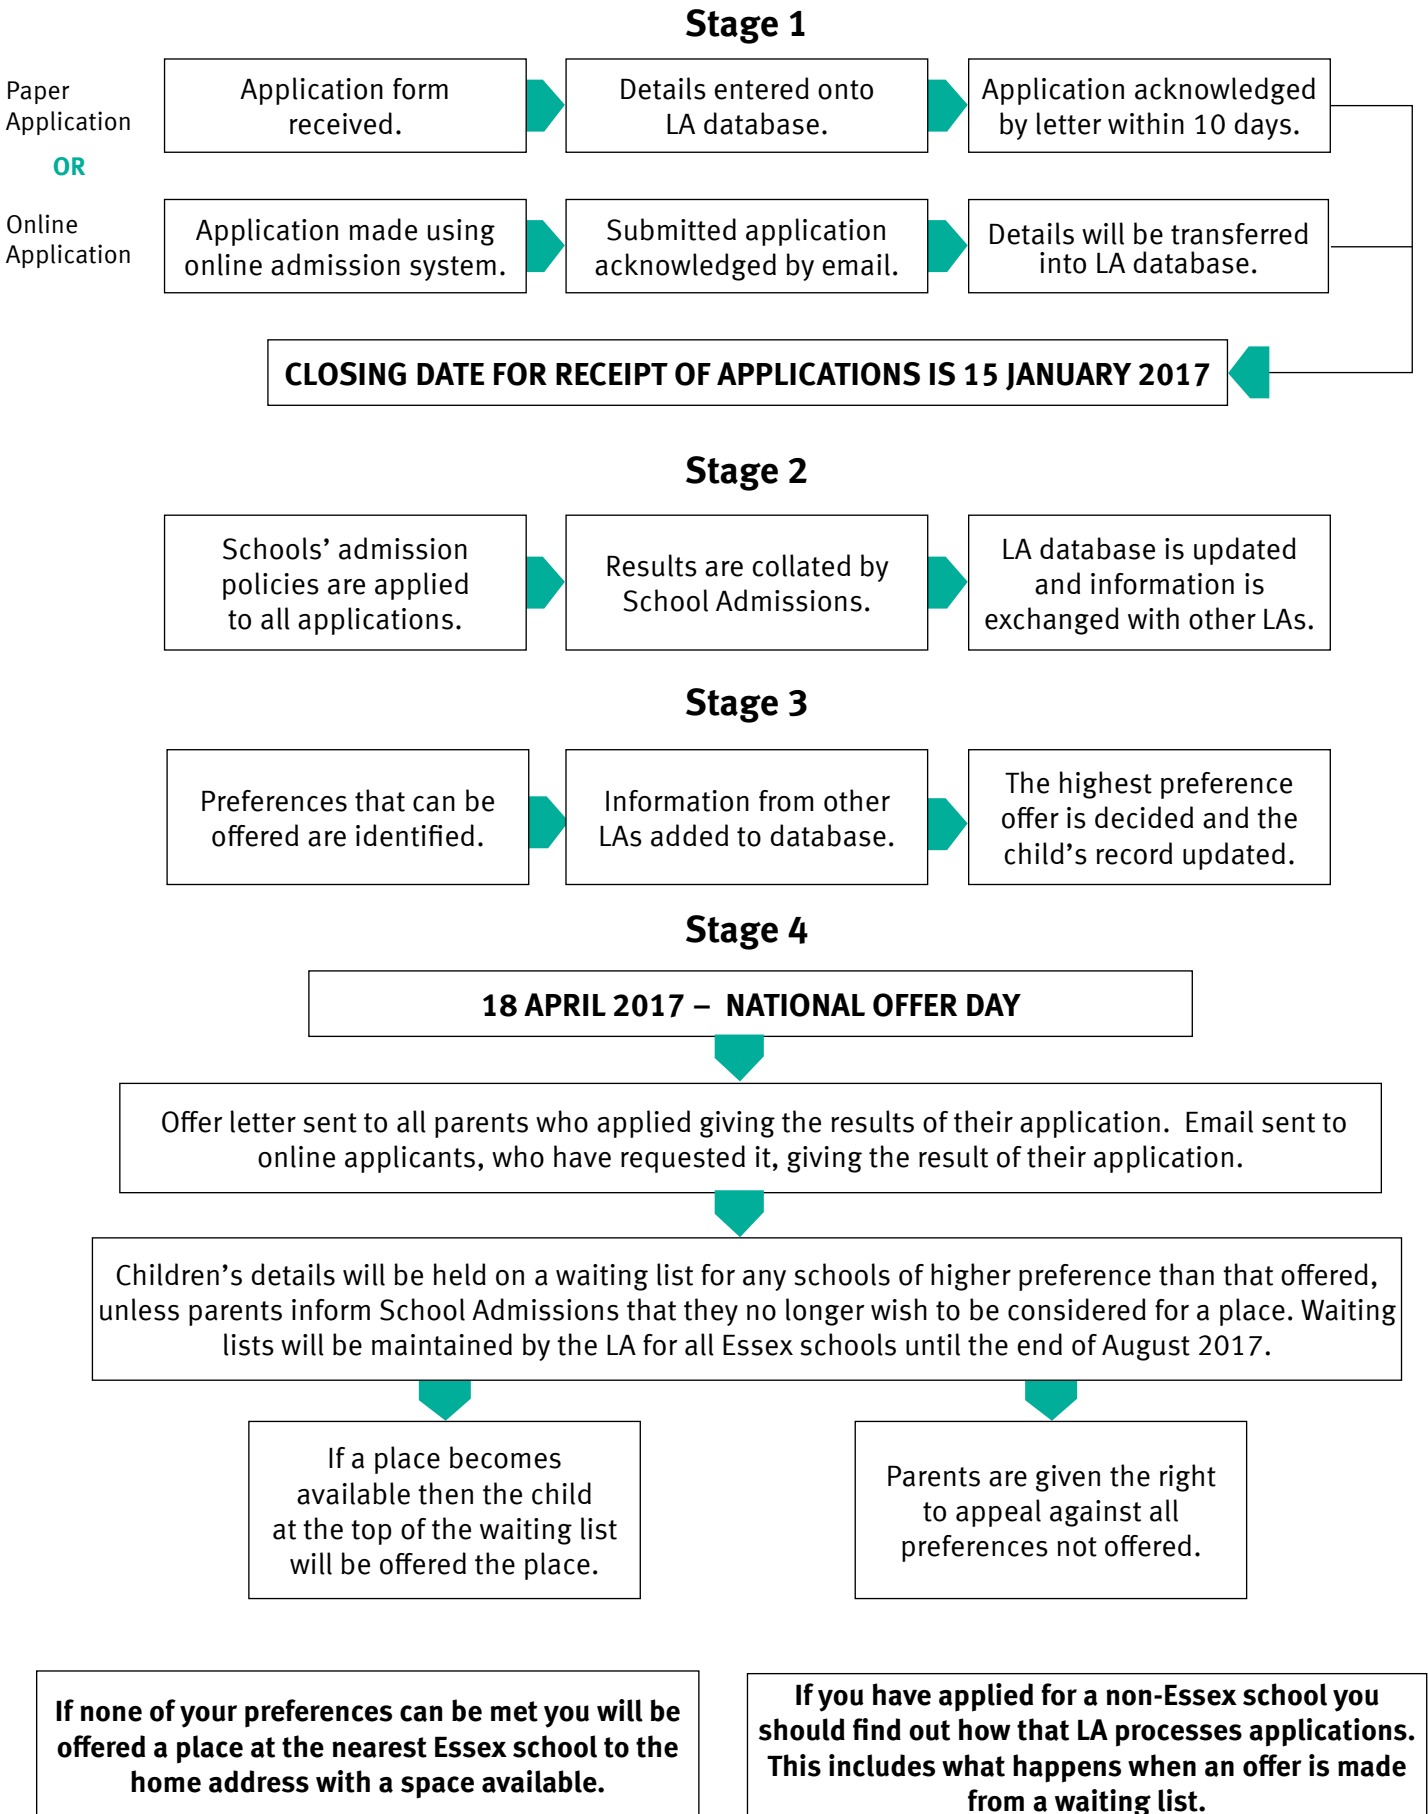 Stage 1
Paper
Application
Application form
received.
Details entered onto
LA database.
Application acknowledged
by letter within 10 days.
OR
Online
Application
Application made using
online admission system.
Submitted application
acknowledged by email.
Details will be transferred
into LA database.
CLOSING DATE FOR RECEIPT OF APPLICATIONS IS 15 JANUARY 2017
Stage 2
Schools’ admission
policies are applied
to all applications.
Results are collated by
School Admissions.
LA database is updated
and information is
exchanged with other LAs.
Stage 3
Preferences that can be
offered are identified.
Information from other
LAs added to database.
The highest preference
offer is decided and the
child’s record updated.
Stage 4
18 APRIL 2017 – NATIONAL OFFER DAY
Offer letter sent to all parents who applied giving the results of their application. Email sent to
online applicants, who have requested it, giving the result of their application.
Children’s details will be held on a waiting list for any schools of higher preference than that offered,
unless parents inform School Admissions that they no longer wish to be considered for a place. Waiting
lists will be maintained by the LA for all Essex schools until the end of August 2017.
If a place becomes
available then the child
at the top of the waiting list
will be offered the place.
Parents are given the right
to appeal against all
preferences not offered.
If none of your preferences can be met you will be
offered a place at the nearest Essex school to the
home address with a space available.
If you have applied for a non-Essex school you
should find out how that LA processes applications.
This includes what happens when an offer is made
from a waiting list.